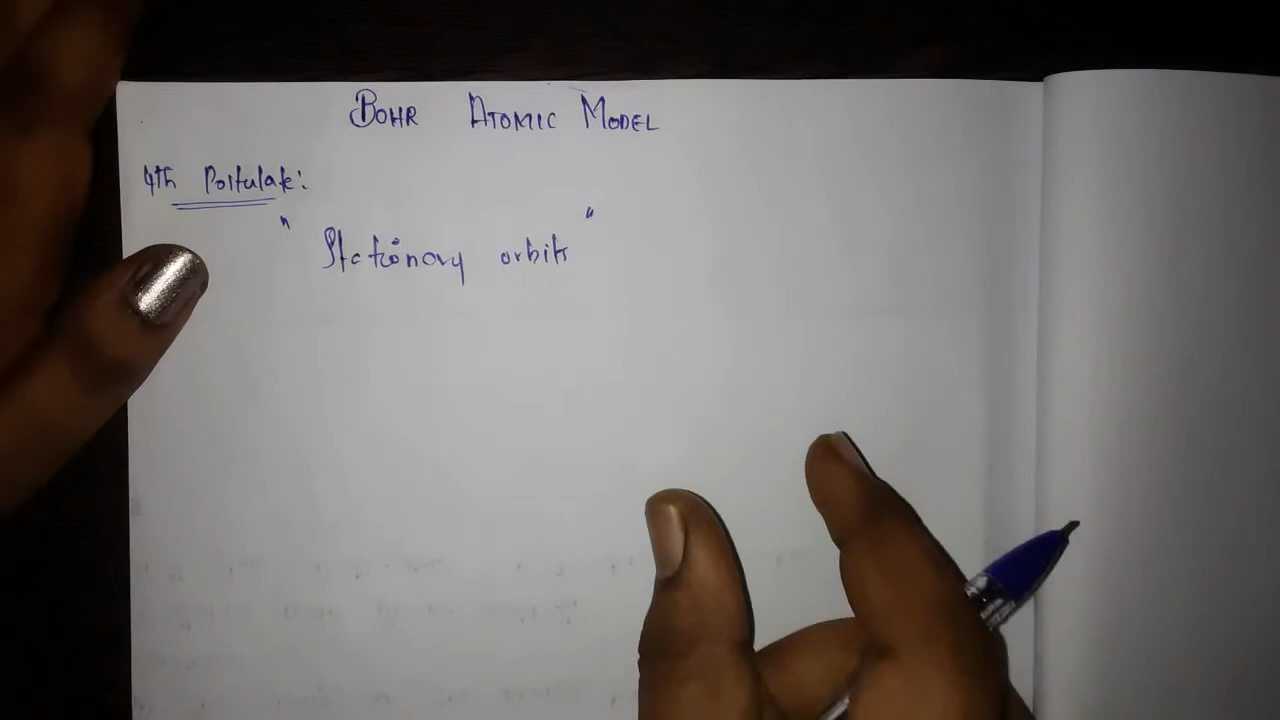 BOHR ATOMIC MODEL
4th Postulate:
" Stationary orbits "